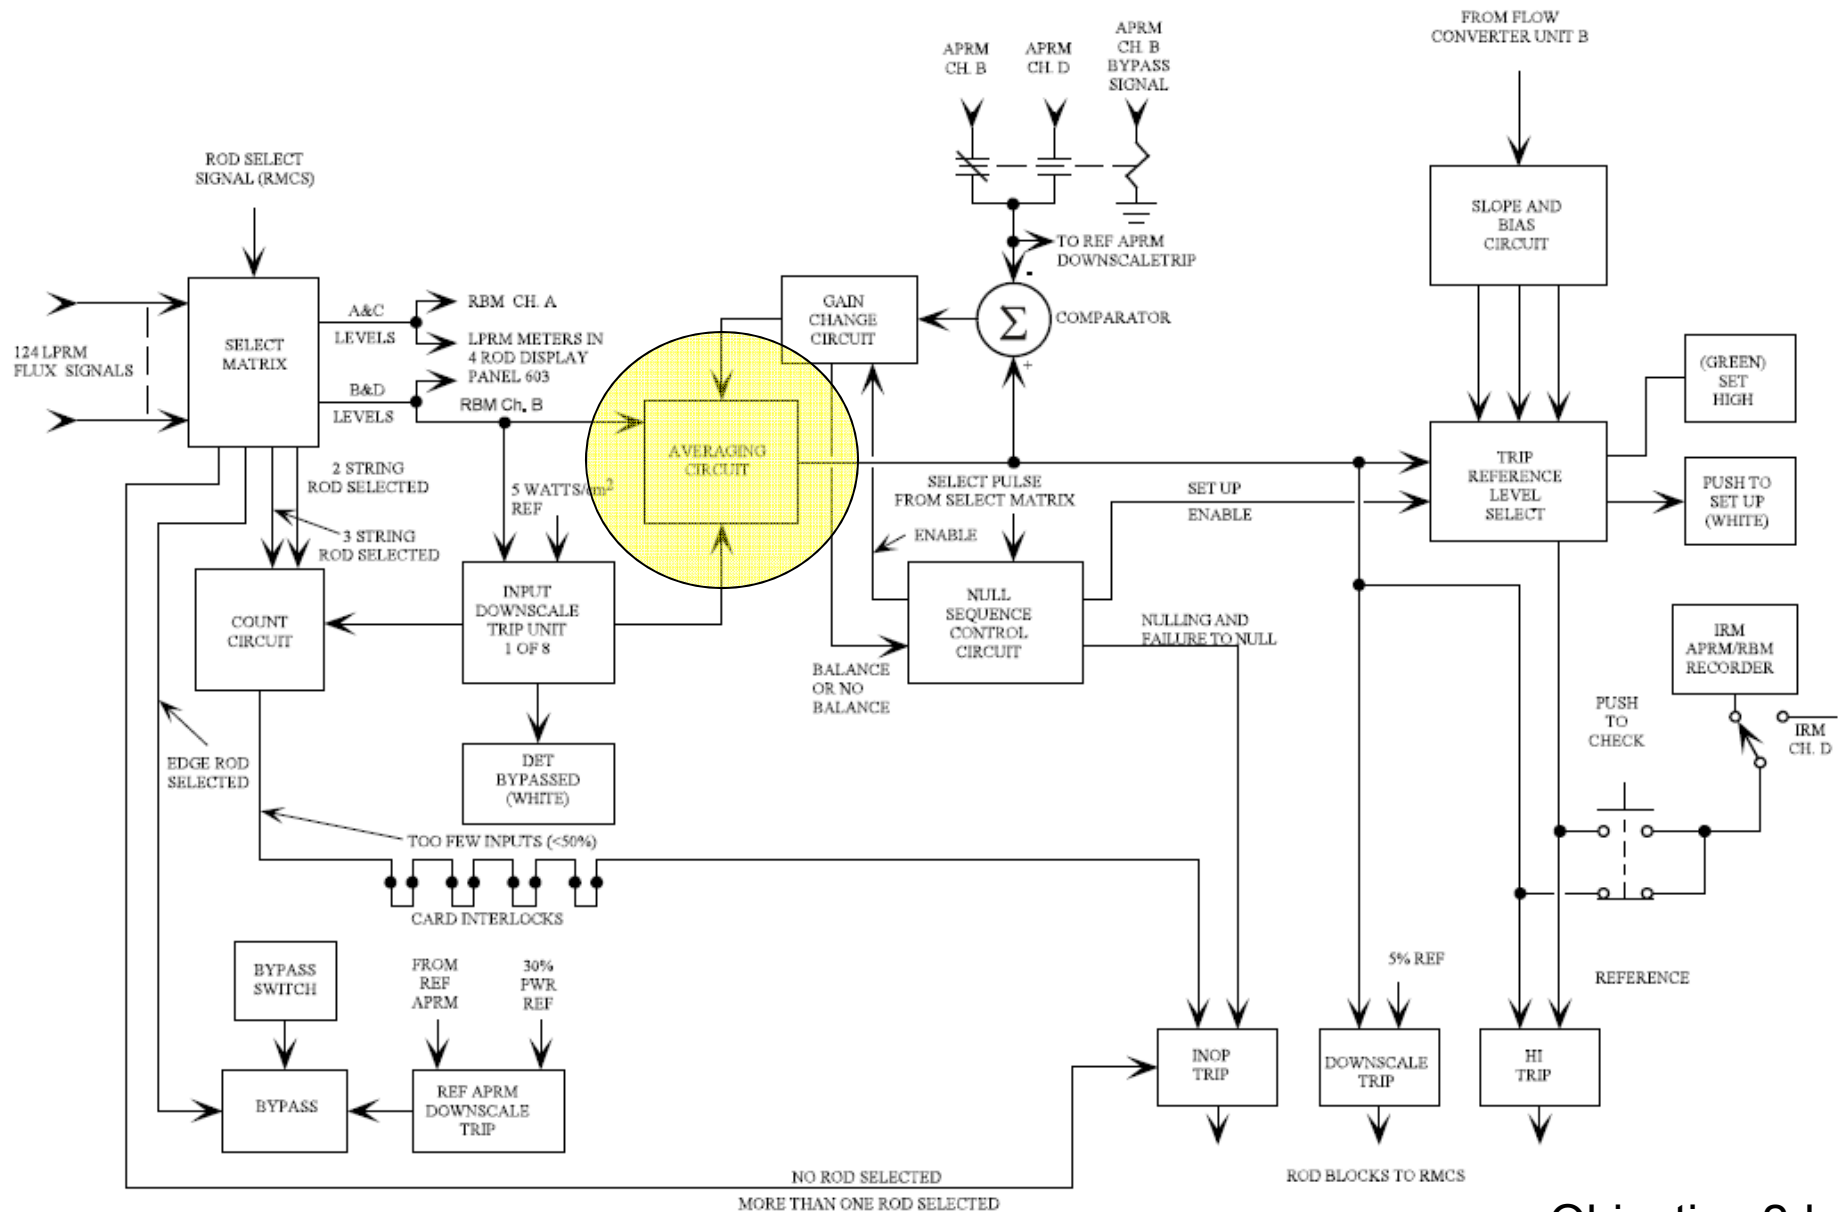 FROM FLOW
CONVERTER UNIT B
APRM
CH. B
APRM
CH. D
APRM
CH. B
BYPASS
SIGNAL
ROD SELECT
SIGNAL (RMCS)
SLOPE AND
BIAS
CIRCUIT
TO REF APRM
DOWNSCALETRIP
-
Σ
+
COMPARATOR
GAIN
CHANGE
CIRCUIT
124 LPRM
FLUX SIGNALS
SELECT
MATRIX
A&C
LEVELS
RBM CH. A
LPRM METERS IN
4 ROD DISPLAY
PANEL 603
B&D
LEVELS
RBM Ch. B
(GREEN)
SET
HIGH
AVERAGING
CIRCUIT
TRIP
REFERENCE
LEVEL
SELECT
PUSH TO
SET UP
(WHITE)
2 STRING
ROD SELECTED
3 STRING
ROD SELECTED
5 WATTS/cm2
REF
SELECT PULSE
FROM SELECT MATRIX
SET UP
ENABLE
ENABLE
COUNT
CIRCUIT
INPUT
DOWNSCALE
TRIP UNIT
1 OF 8
NULL
SEQUENCE
CONTROL
CIRCUIT
NULLING AND
FAILURE TO NULL
BALANCE
OR NO
BALANCE
IRM
APRM/RBM
RECORDER
PUSH
TO
CHECK
IRM
CH. D
EDGE ROD
SELECTED
DET
BYPASSED
(WHITE)
TOO FEW INPUTS (<50%)
CARD INTERLOCKS
BYPASS
SWITCH
FROM
REF
APRM
30%
PWR
REF
5% REF
REFERENCE
BYPASS
REF APRM
DOWNSCALE
TRIP
INOP
TRIP
DOWNSCALE
TRIP
HI
TRIP
NO ROD SELECTED
MORE THAN ONE ROD SELECTED
ROD BLOCKS TO RMCS